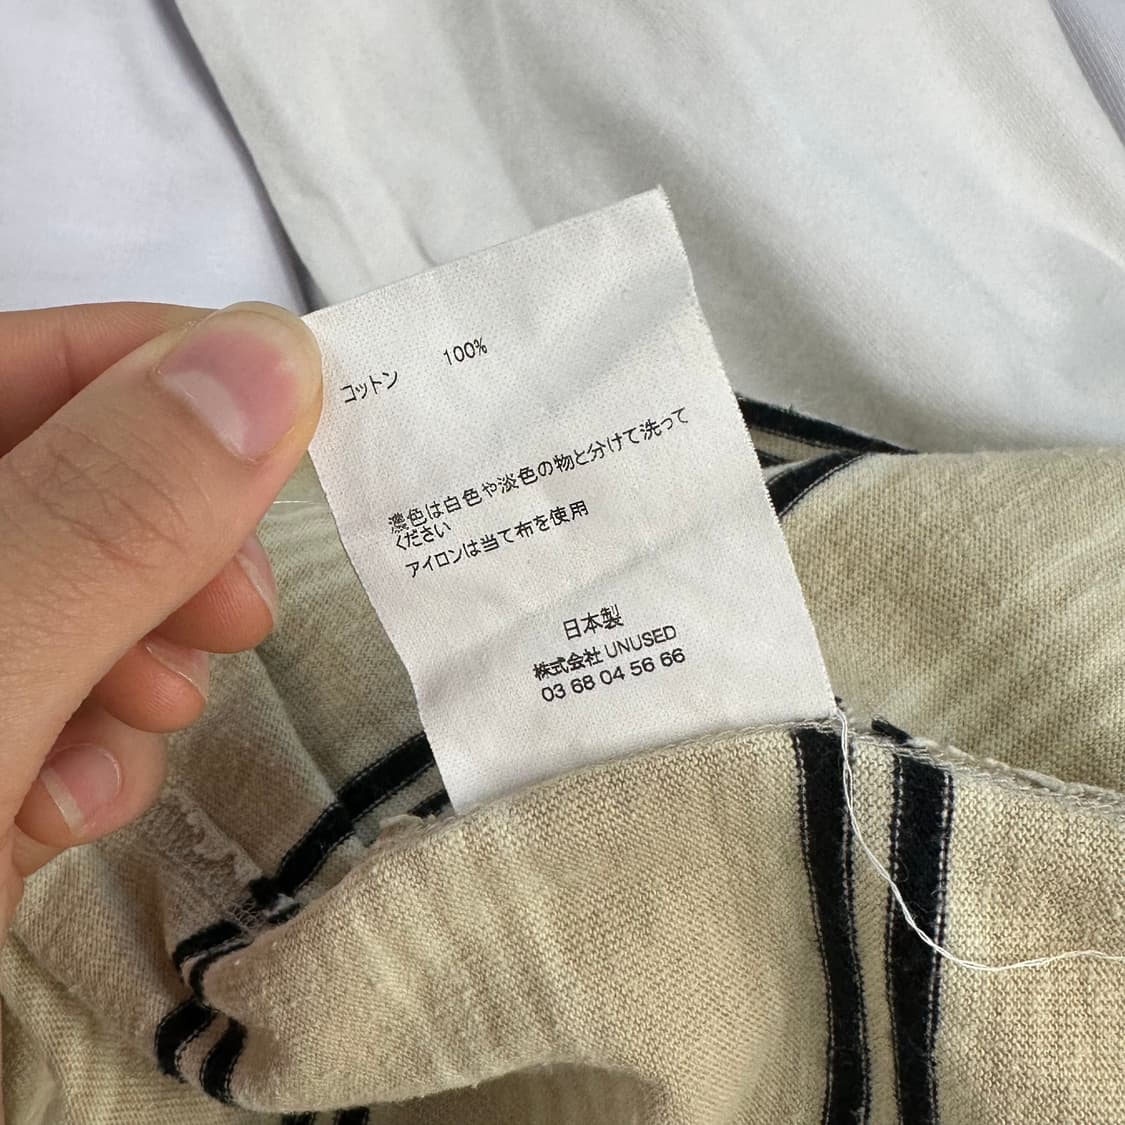 コットン 100%
濃色は白色や淡色の物と分けて洗って
ください
アイロンは当て布を使用
日本製
株式会社 UNUSED
03 68 04 56 66